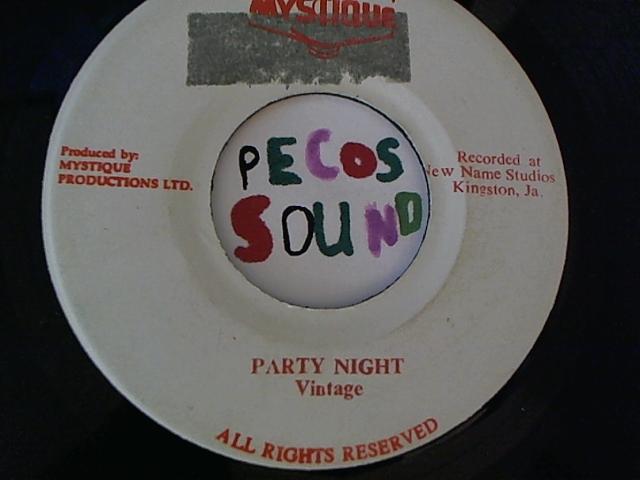 MYSTIQUE
Produced by:
MYSTIQUE
PRODUCTIONS LTD.
Recorded at
New Name Studios
Kingston, Ja.
PECOS
SOUND
PARTY NIGHT
Vintage
ALL RIGHTS RESERVED